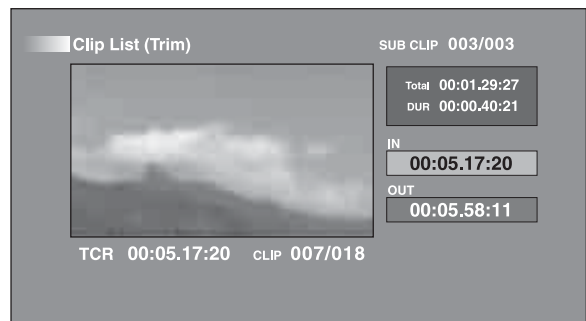 Clip List (Trim)
SUB CLIP 003/003
Total 00:01.29:27
DUR 00:00.40:21
IN
00:05.17:20
OUT
00:05.58:11
TCR 00:05.17:20 CLIP 007/018